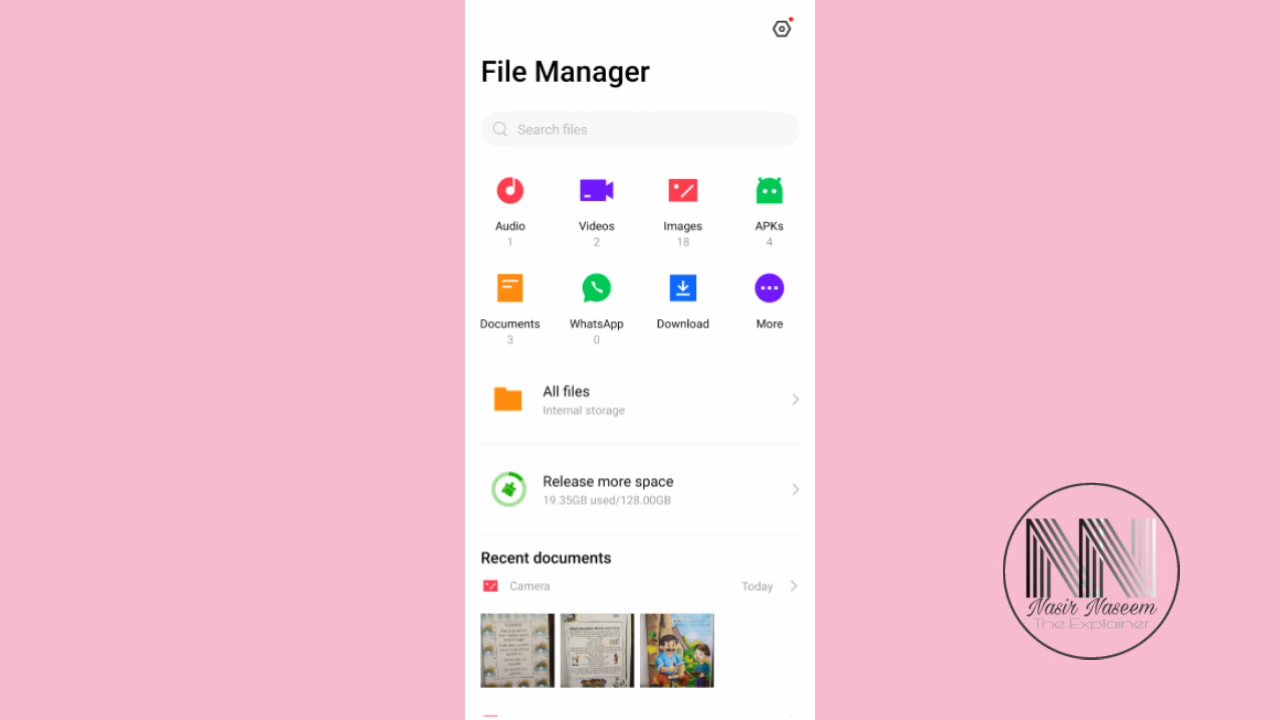 File Manager
Search files
Audio
1
Videos
2
Images
18
APKs
4
Documents
3
WhatsApp
0
Download
More
All files
Internal storage
Release more space
19.35GB used/128.00GB
Recent documents
Camera
Today
NN
Nasir Naseem
The Explainer